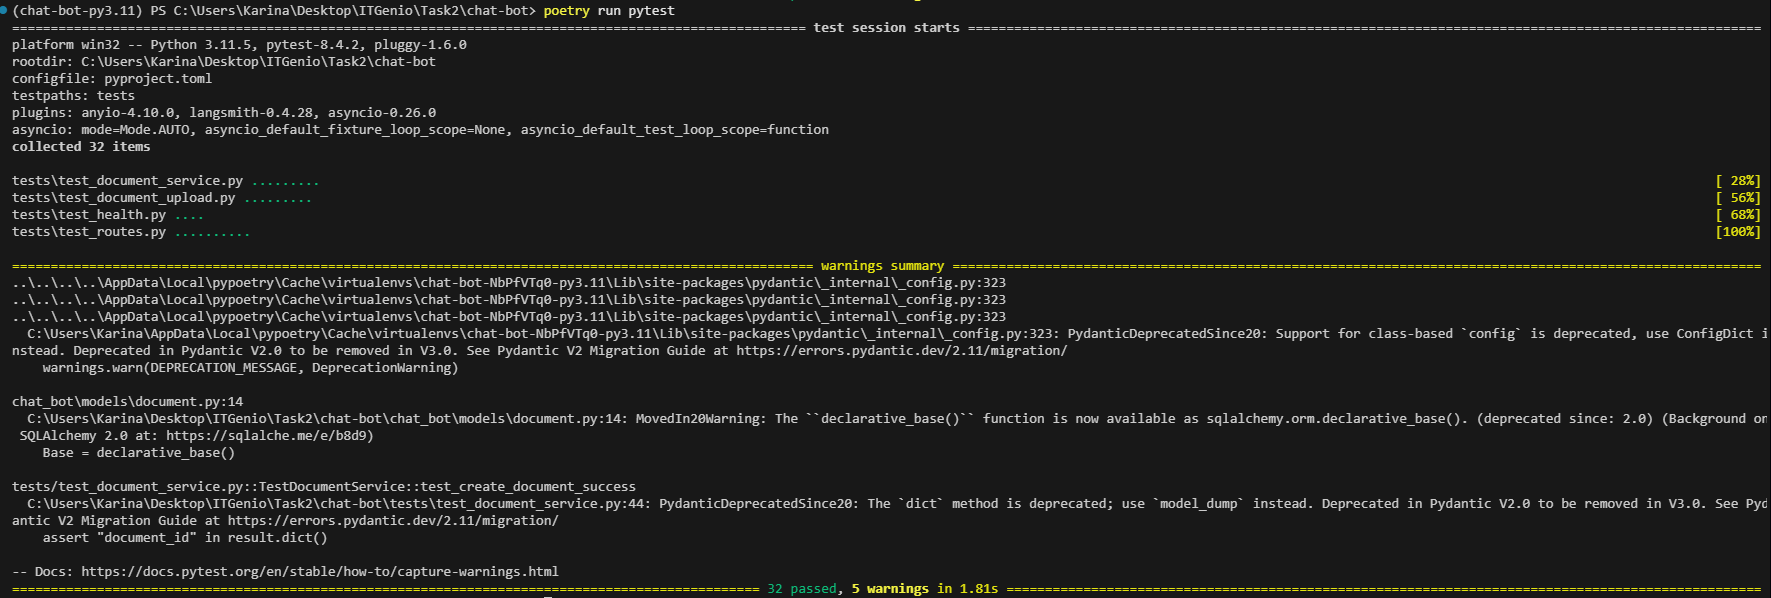 (chat-bot-py3.11) PS C:\Users\Karina\Desktop\ITGenio\Task2\chat-bot> poetry run pytest
======================================================================================================= test session starts =======================================================================================================
platform win32 -- Python 3.11.5, pytest-8.4.2, pluggy-1.6.0
rootdir: C:\Users\Karina\Desktop\ITGenio\Task2\chat-bot
configfile: pyproject.toml
testpaths: tests
plugins: anyio-4.10.0, langsmith-0.4.28, asyncio-0.26.0
asyncio: mode=Mode.AUTO, asyncio_default_fixture_loop_scope=None, asyncio_default_test_loop_scope=function
collected 32 items
tests\test_document_service.py ......... [ 28%]
tests\test_document_upload.py ......... [ 56%]
tests\test_health.py .... [ 68%]
tests\test_routes.py .......... [100%]
======================================================================================================== warnings summary =========================================================================================================
..\..\..\..\AppData\Local\pypoetry\Cache\virtualenvs\chat-bot-NbPfVTq0-py3.11\Lib\site-packages\pydantic\_internal\_config.py:323
..\..\..\..\AppData\Local\pypoetry\Cache\virtualenvs\chat-bot-NbPfVTq0-py3.11\Lib\site-packages\pydantic\_internal\_config.py:323
..\..\..\..\AppData\Local\pypoetry\Cache\virtualenvs\chat-bot-NbPfVTq0-py3.11\Lib\site-packages\pydantic\_internal\_config.py:323
C:\Users\Karina\AppData\Local\pypoetry\Cache\virtualenvs\chat-bot-NbPfVTq0-py3.11\Lib\site-packages\pydantic\_internal\_config.py:323: PydanticDeprecatedSince20: Support for class-based `config` is deprecated, use ConfigDict i
nstead. Deprecated in Pydantic V2.0 to be removed in V3.0. See Pydantic V2 Migration Guide at https://errors.pydantic.dev/2.11/migration/
warnings.warn(DEPRECATION_MESSAGE, DeprecationWarning)
chat_bot\models\document.py:14
C:\Users\Karina\Desktop\ITGenio\Task2\chat-bot\chat_bot\models\document.py:14: MovedIn20Warning: The ``declarative_base()`` function is now available as sqlalchemy.orm.declarative_base(). (deprecated since: 2.0) (Background on
SQLAlchemy 2.0 at: https://sqlalche.me/e/b8d9)
Base = declarative_base()
tests/test_document_service.py::TestDocumentService::test_create_document_success
C:\Users\Karina\Desktop\ITGenio\Task2\chat-bot\tests\test_document_service.py:44: PydanticDeprecatedSince20: The `dict` method is deprecated; use `model_dump` instead. Deprecated in Pydantic V2.0 to be removed in V3.0. See Pyd
antic V2 Migration Guide at https://errors.pydantic.dev/2.11/migration/
assert "document_id" in result.dict()
-- Docs: https://docs.pytest.org/en/stable/how-to/capture-warnings.html
================================================================================================= 32 passed, 5 warnings in 1.81s ==================================================================================================